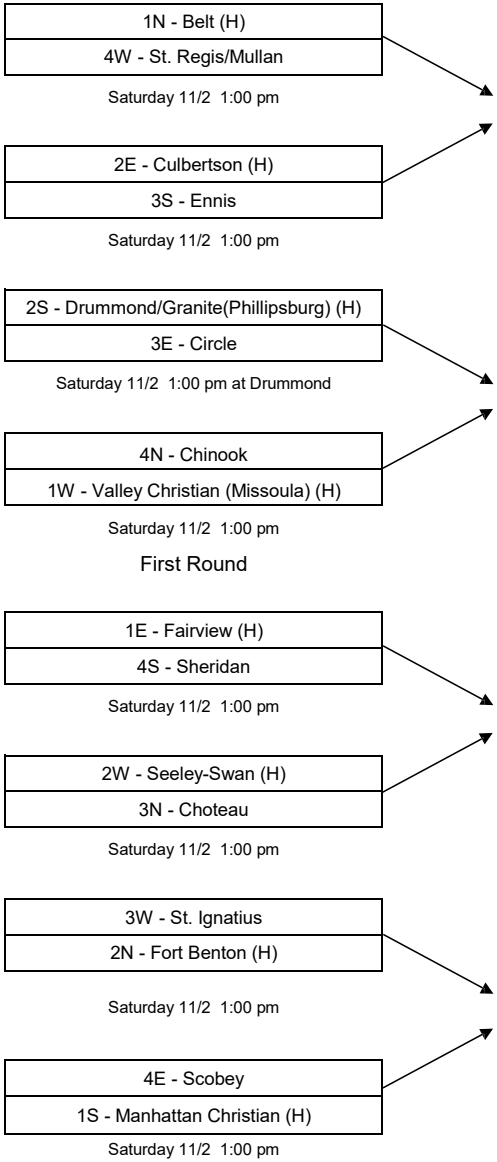 1N - Belt (H)
4W - St. Regis/Mullan
Saturday 11/2  1:00 pm
2E - Culbertson (H)
3S - Ennis
Saturday 11/2  1:00 pm
2S - Drummond/Granite(Phillipsburg) (H)
3E - Circle
Saturday 11/2  1:00 pm at Drummond
4N - Chinook
1W - Valley Christian (Missoula) (H)
Saturday 11/2  1:00 pm
First Round
1E - Fairview (H)
4S - Sheridan
Saturday 11/2  1:00 pm
2W - Seeley-Swan (H)
3N - Choteau
Saturday 11/2  1:00 pm
3W - St. Ignatius
2N - Fort Benton (H)
Saturday 11/2  1:00 pm
4E - Scobey
1S - Manhattan Christian (H)
Saturday 11/2  1:00 pm